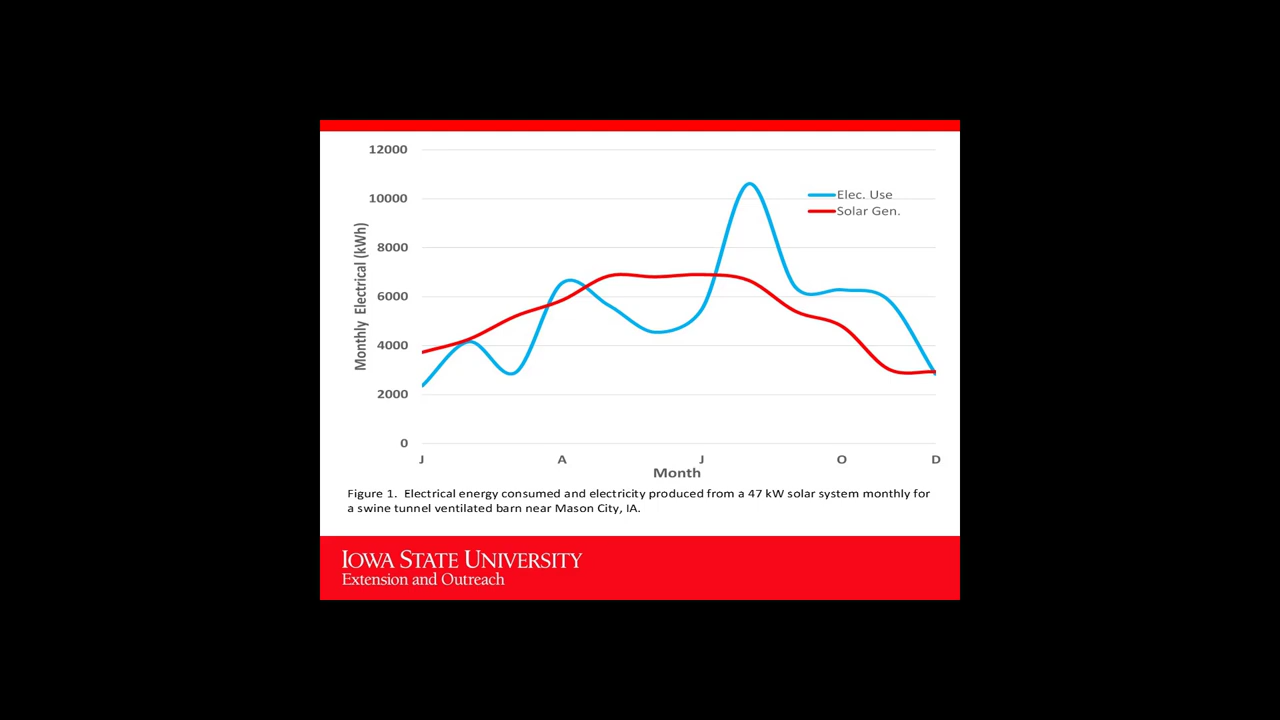 12000
10000
8000
6000
4000
2000
0
Monthly Electrical (kWh)
Elec. Use
Solar Gen.
J A J O D
Month
Figure 1. Electrical energy consumed and electricity produced from a 47 kW solar system monthly for
a swine tunnel ventilated barn near Mason City, IA.
IOWA STATE UNIVERSITY
Extension and Outreach